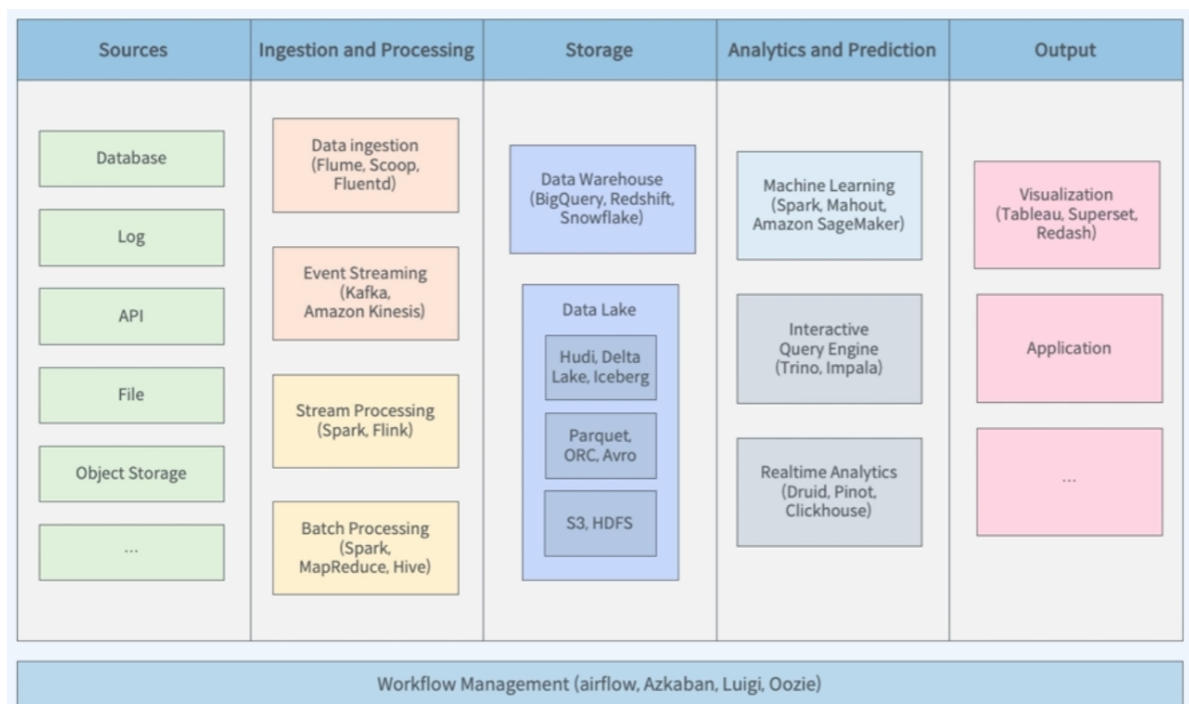 Sources
Ingestion and Processing
Storage
Analytics and Prediction
Output
Database
Log
API
File
Object Storage
...
Data ingestion
(Flume, Scoop,
Fluentd)
Event Streaming
(Kafka,
Amazon Kinesis)
Stream Processing
(Spark, Flink)
Batch Processing
(Spark,
MapReduce, Hive)
Data Warehouse
(BigQuery, Redshift,
Snowflake)
Data Lake
Hudi, Delta
Lake, Iceberg
Parquet,
ORC, Avro
S3, HDFS
Machine Learning
(Spark, Mahout,
Amazon SageMaker)
Interactive
Query Engine
(Trino, Impala)
Realtime Analytics
(Druid, Pinot,
Clickhouse)
Visualization
(Tableau, Superset,
Redash)
Application
...
Workflow Management (airflow, Azkaban, Luigi, Oozie)